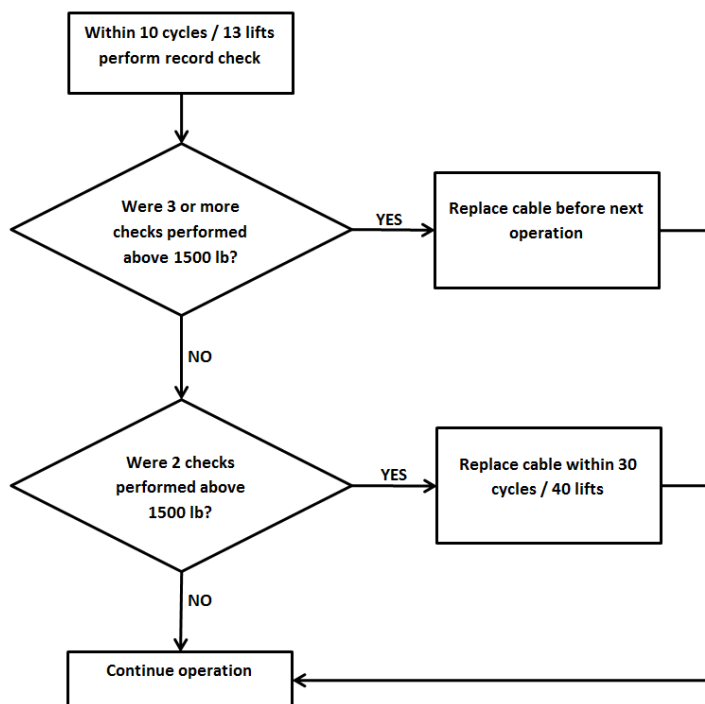 Within 10 cycles / 13 lifts
perform record check
Were 3 or more
checks performed
above 1500 lb?
YES
Replace cable before next
operation
NO
Were 2 checks
performed above
1500 lb?
YES
Replace cable within 30
cycles / 40 lifts
NO
Continue operation